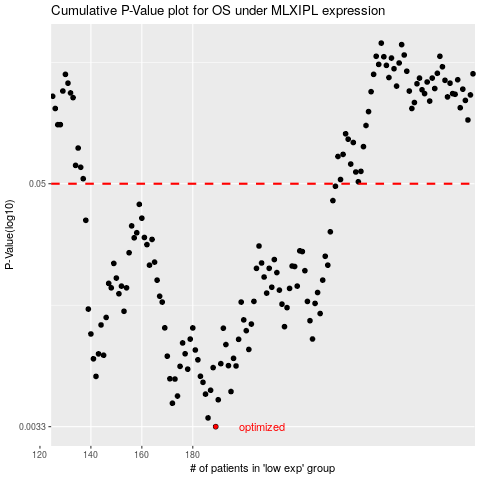 Cumulative P-Value plot for OS under MLXIPL expression
P-Value(log10)
0.05
0.0033
optimized
120 140 160 180
# of patients in 'low exp' group